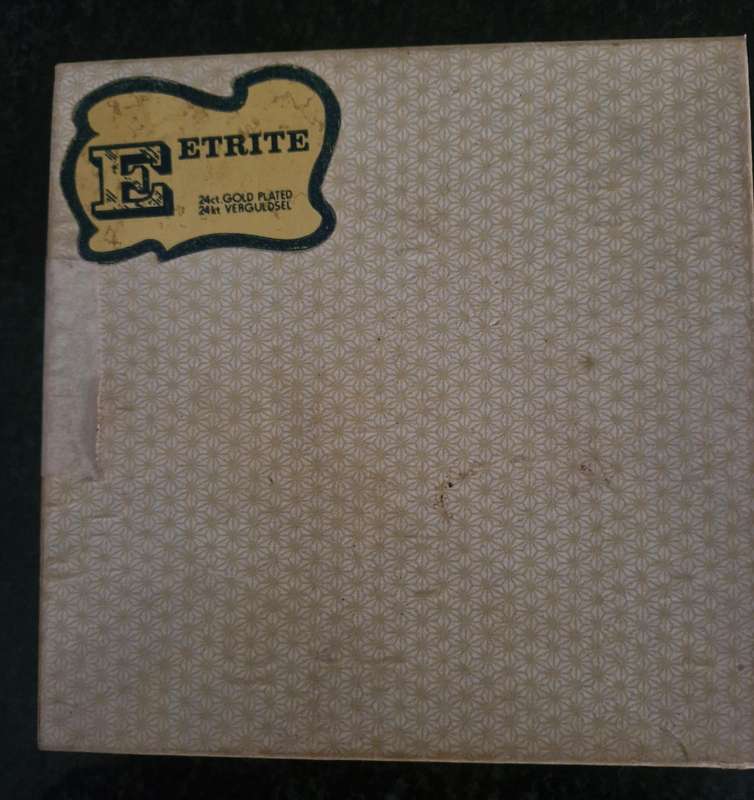 E ETRITE
24ct. GOLD PLATED
24kt. VERGULDSEL